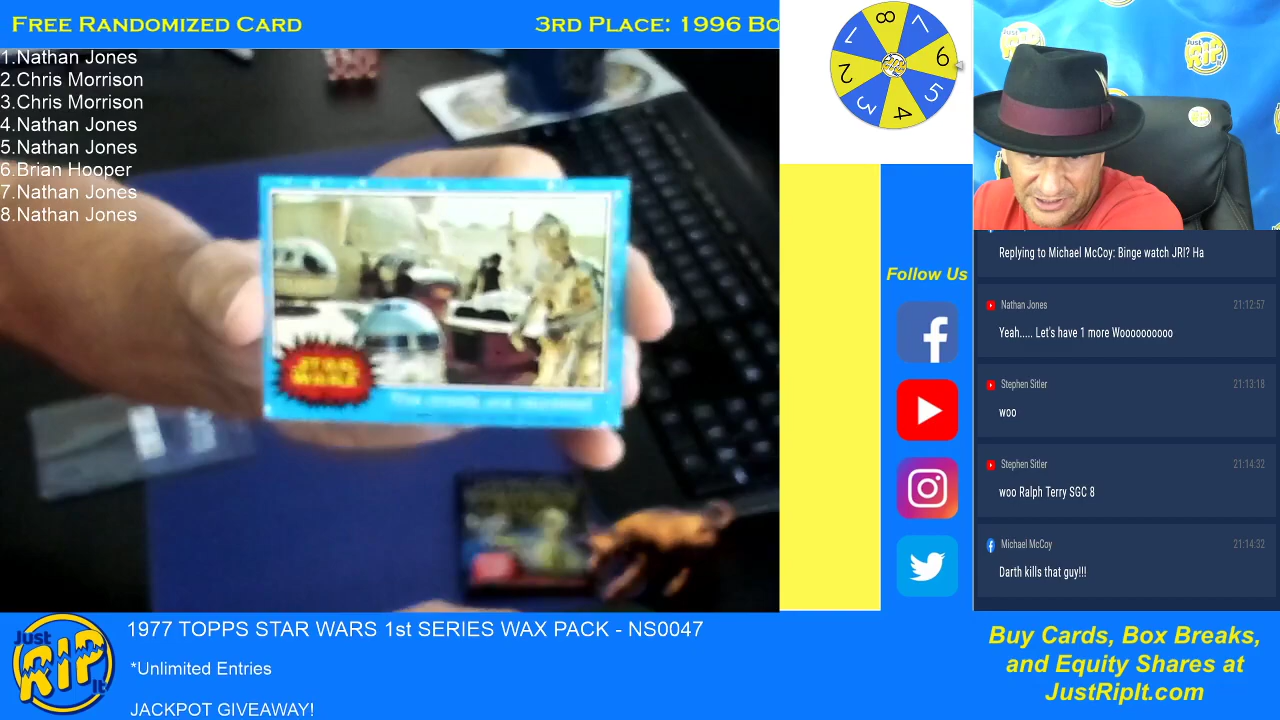 FREE RANDOMIZED CARD
3RD PLACE: 1996 BO
1.Nathan Jones
2.Chris Morrison
3.Chris Morrison
4.Nathan Jones
5.Nathan Jones
6.Brian Hooper
7.Nathan Jones
8.Nathan Jones
STAR
WARS
8
7
6
5
4
3
2
1
Just
RIP
It
Follow Us
Replying to Michael McCoy: Binge watch JRI? Ha
Nathan Jones 21:12:57
Yeah..... Let's have 1 more Woooooooooo
Stephen Sitler 21:13:18
woo
Stephen Sitler 21:14:32
woo Ralph Terry SGC 8
Michael McCoy 21:14:32
Darth kills that guy!!!
Just
RIP
It
1977 TOPPS STAR WARS 1st SERIES WAX PACK - NS0047
*Unlimited Entries
JACKPOT GIVEAWAY!
Buy Cards, Box Breaks,
and Equity Shares at
JustRipIt.com